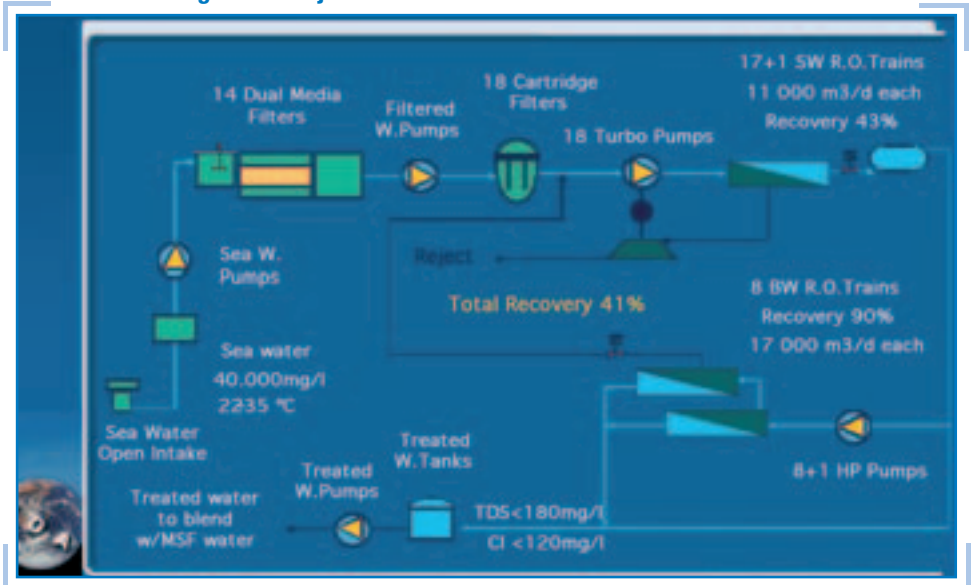 14 Dual Media
Filters
Filtered
W.Pumps
18 Cartridge
Filters
18 Turbo Pumps
17+1 SW R.O.Trains
11 000 m3/d each
Recovery 43%
Sea W.
Pumps
Reject
Total Recovery 41%
8 BW R.O.Trains
Recovery 90%
17 000 m3/d each
Sea water
40.000mg/l
2235 ºC
Sea Water
Open Intake
Treated
W.Tanks
Treated
W.Pumps
8+1 HP Pumps
Treated water
to blend
w/MSF water
TDS<180mg/l
Cl <120mg/l